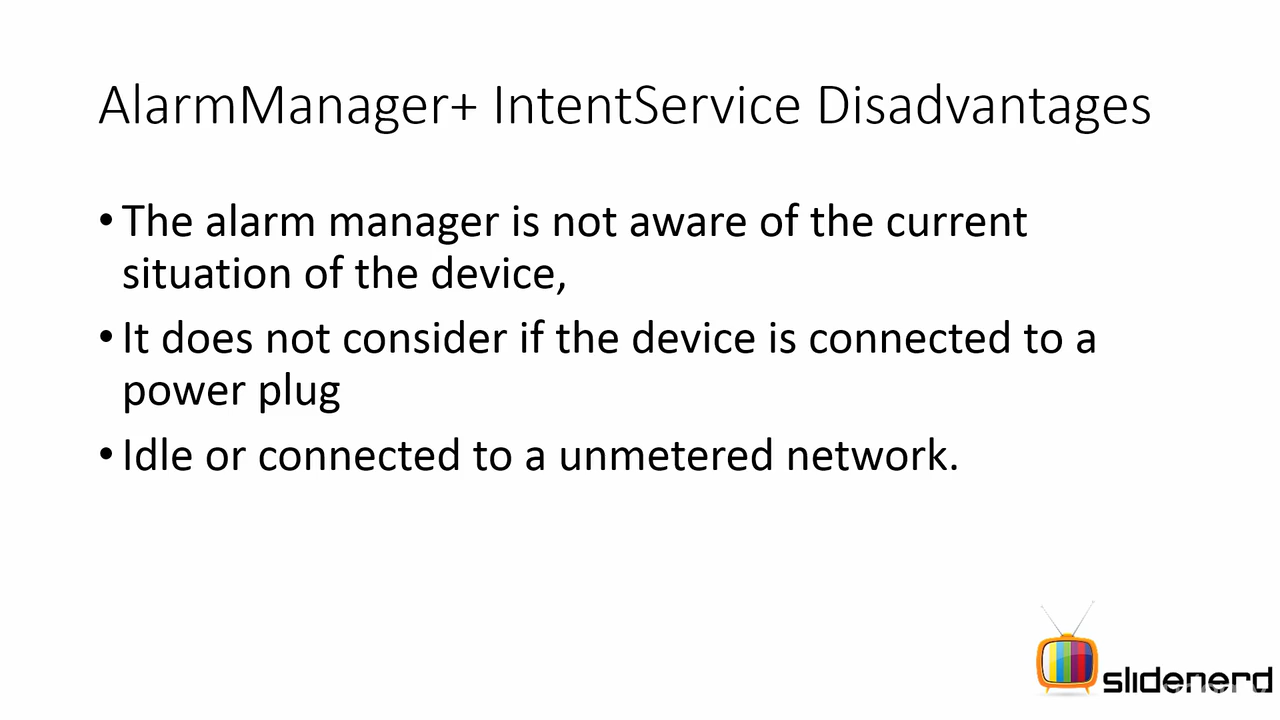 AlarmManager+ IntentService Disadvantages
•The alarm manager is not aware of the current
situation of the device,
•It does not consider if the device is connected to a
power plug
•Idle or connected to a unmetered network.
slidenerd